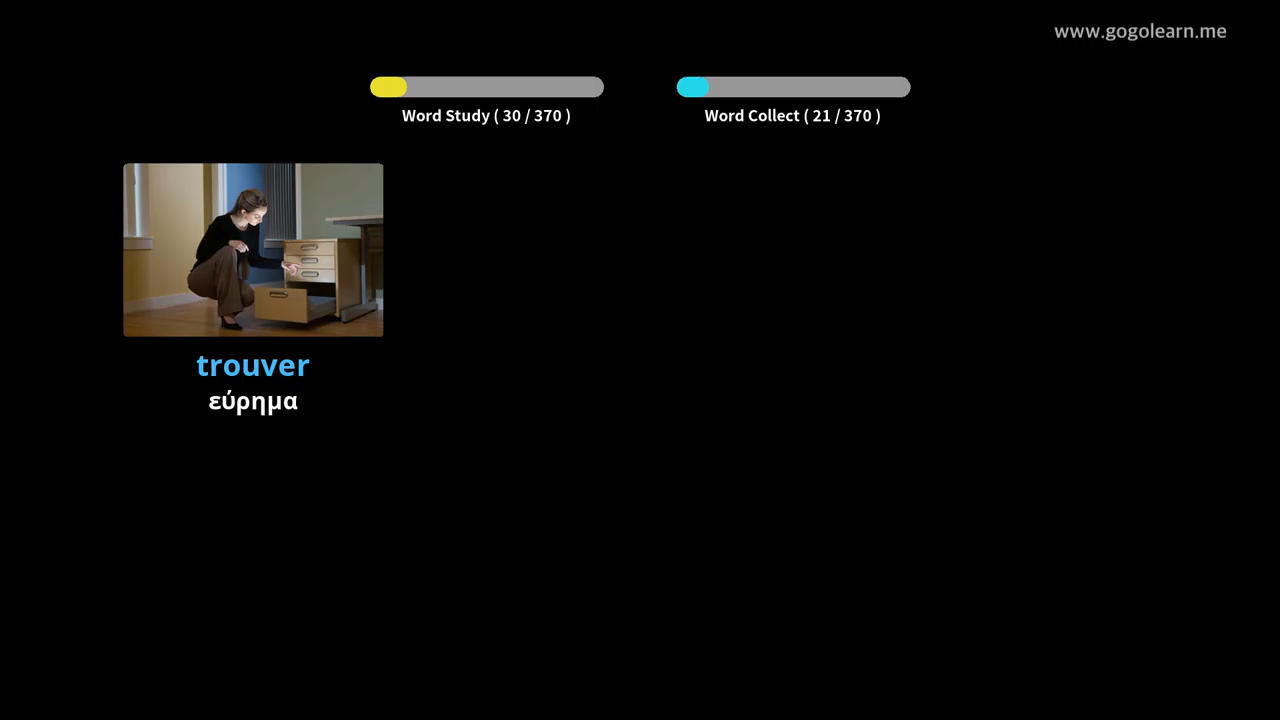 www.gogolearn.me
Word Study ( 30 / 370 )
Word Collect ( 21 / 370 )
trouver
εύρημα